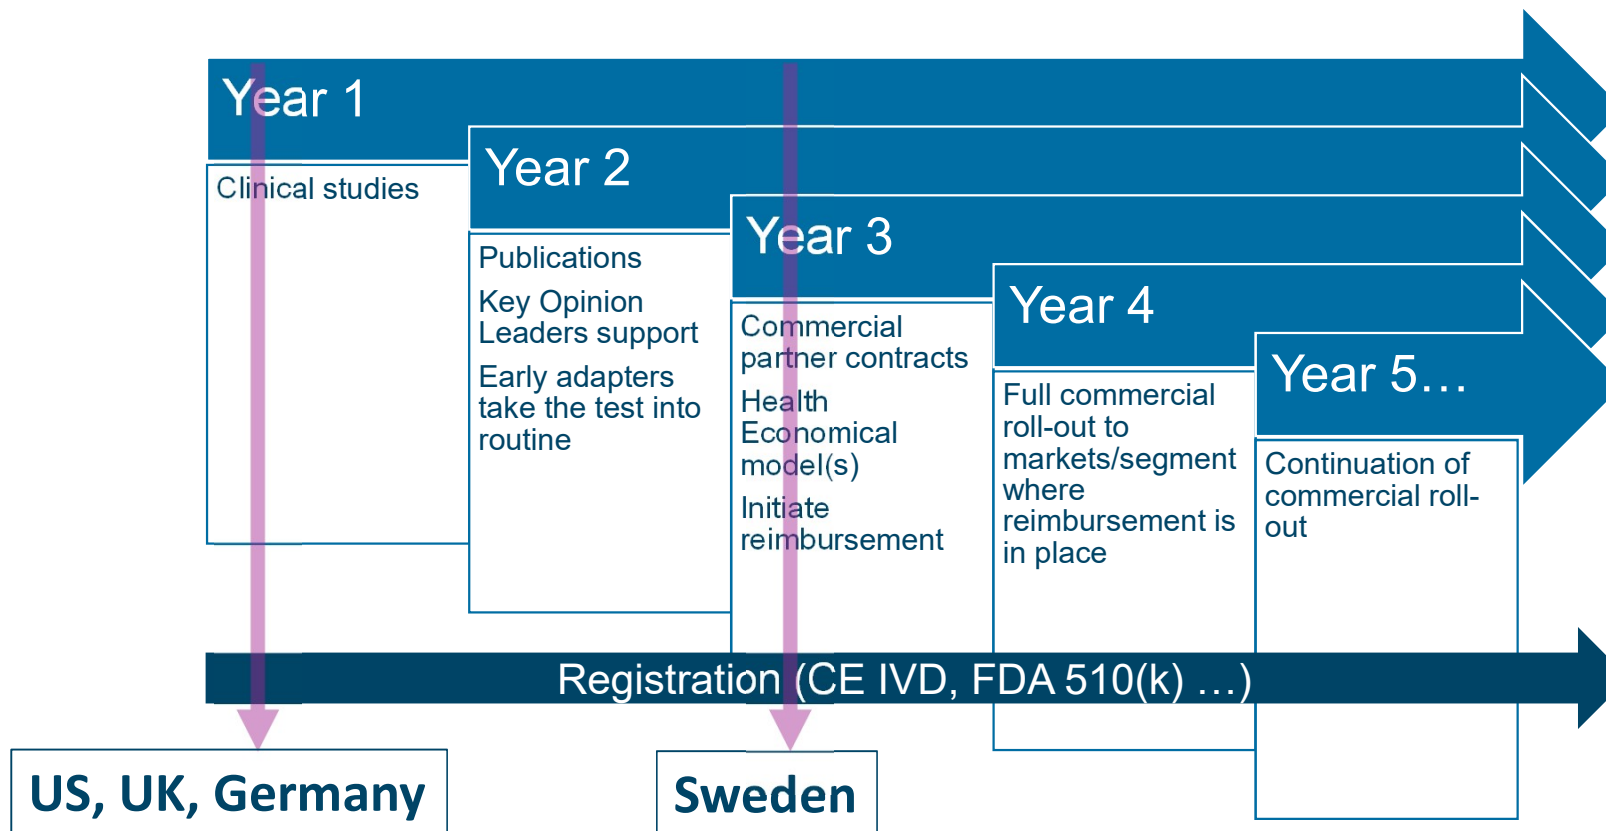 Year 1
Clinical studies
Year 2
Publications
Key Opinion
Leaders support
Early adapters
take the test into
routine
Year 3
Commercial
partner contracts
Health
Economical
model(s)
Initiate
reimbursement
Year 4
Full commercial
roll-out to
markets/segment
where
reimbursement is
in place
Year 5…
Continuation of
commercial roll-
out
Registration (CE IVD, FDA 510(k) …)
US, UK, Germany
Sweden